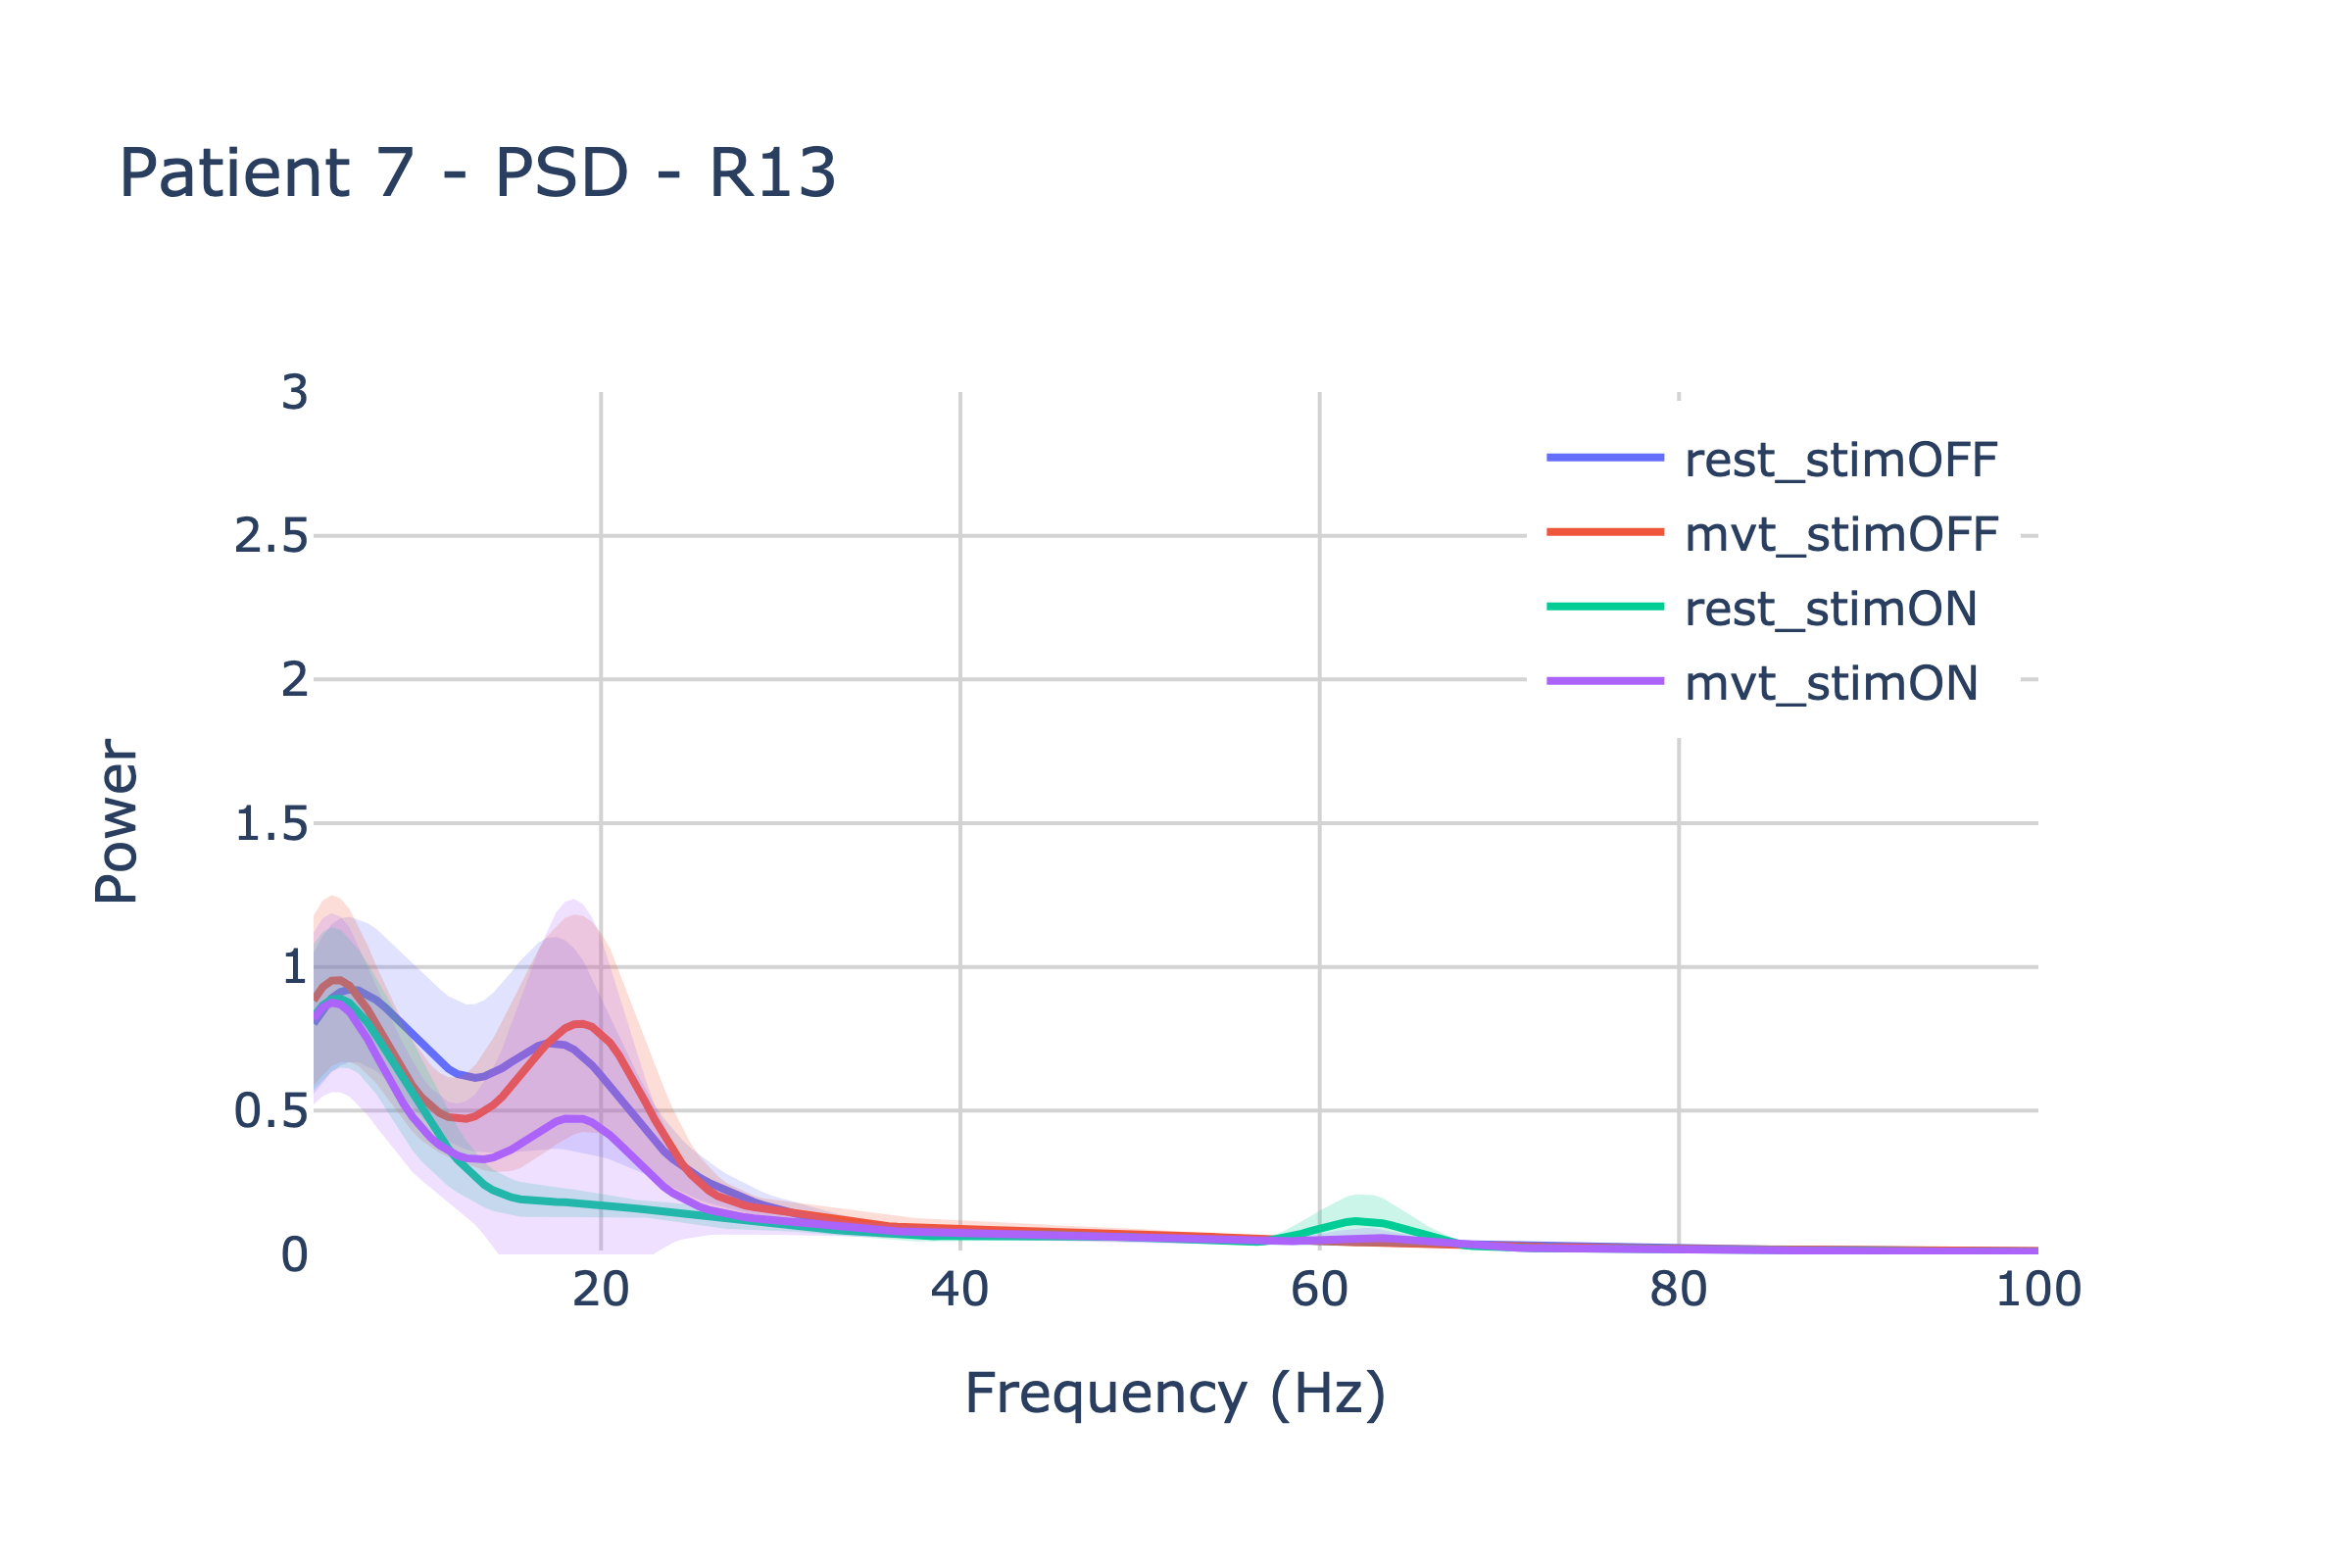 Patient 7 - PSD - R13
3
2.5
2
1.5
1
0.5
0
Power
rest_stimOFF
mvt_stimOFF
rest_stimON
mvt_stimON
20 40 60 80 100
Frequency (Hz)